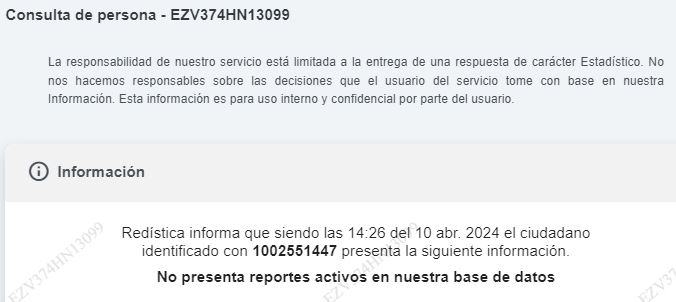 Consulta de persona - EZV374HN13099
La responsabilidad de nuestro servicio está limitada a la entrega de una respuesta de carácter Estadístico. No
nos hacemos responsables sobre las decisiones que el usuario del servicio tome con base en nuestra
Información. Esta información es para uso interno y confidencial por parte del usuario.
Información
Redística informa que siendo las 14:26 del 10 abr. 2024 el ciudadano
identificado con 1002551447 presenta la siguiente información.
No presenta reportes activos en nuestra base de datos
EZV374HN13099
EZV374HN13099
EZV37